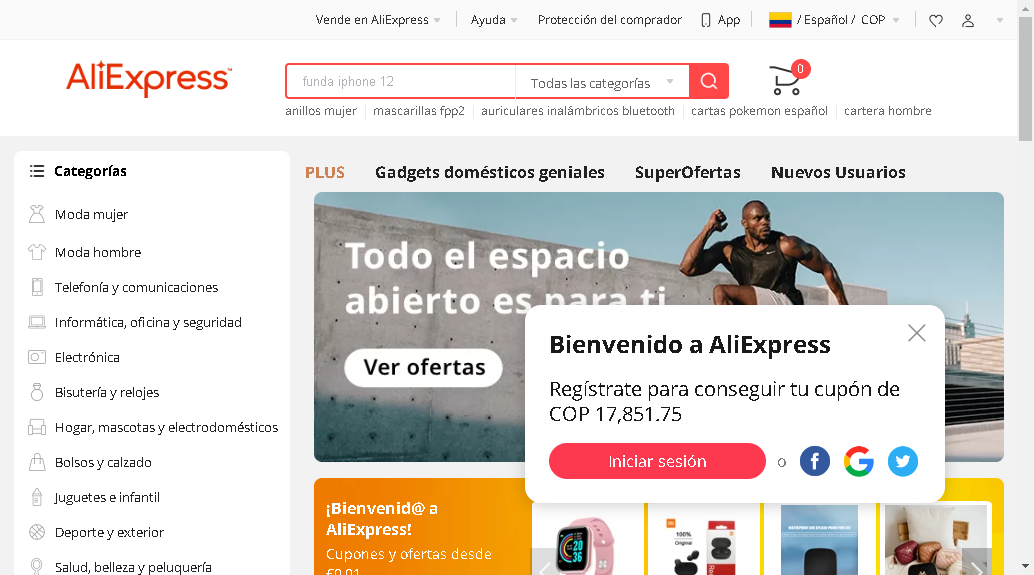 Vende en AliExpress
Ayuda
Protección del comprador
App
/ Español / COP
AliExpress
funda iphone 12
Todas las categorías
0
anillos mujer
mascarillas fpp2
auriculares inalámbricos bluetooth
cartas pokemon español
cartera hombre
Categorías
Moda mujer
Moda hombre
Telefonía y comunicaciones
Informática, oficina y seguridad
Electrónica
Bisutería y relojes
Hogar, mascotas y electrodomésticos
Bolsos y calzado
Juguetes e infantil
Deporte y exterior
Salud, belleza y peluquería
PLUS
Gadgets domésticos geniales
SuperOfertas
Nuevos Usuarios
Todo el espacio
abierto es para ti
Ver ofertas
Bienvenido a AliExpress
Regístrate para conseguir tu cupón de
COP 17,851.75
Iniciar sesión
o
¡Bienvenid@ a
AliExpress!
Cupones y ofertas desde
€0,01
100%
Original